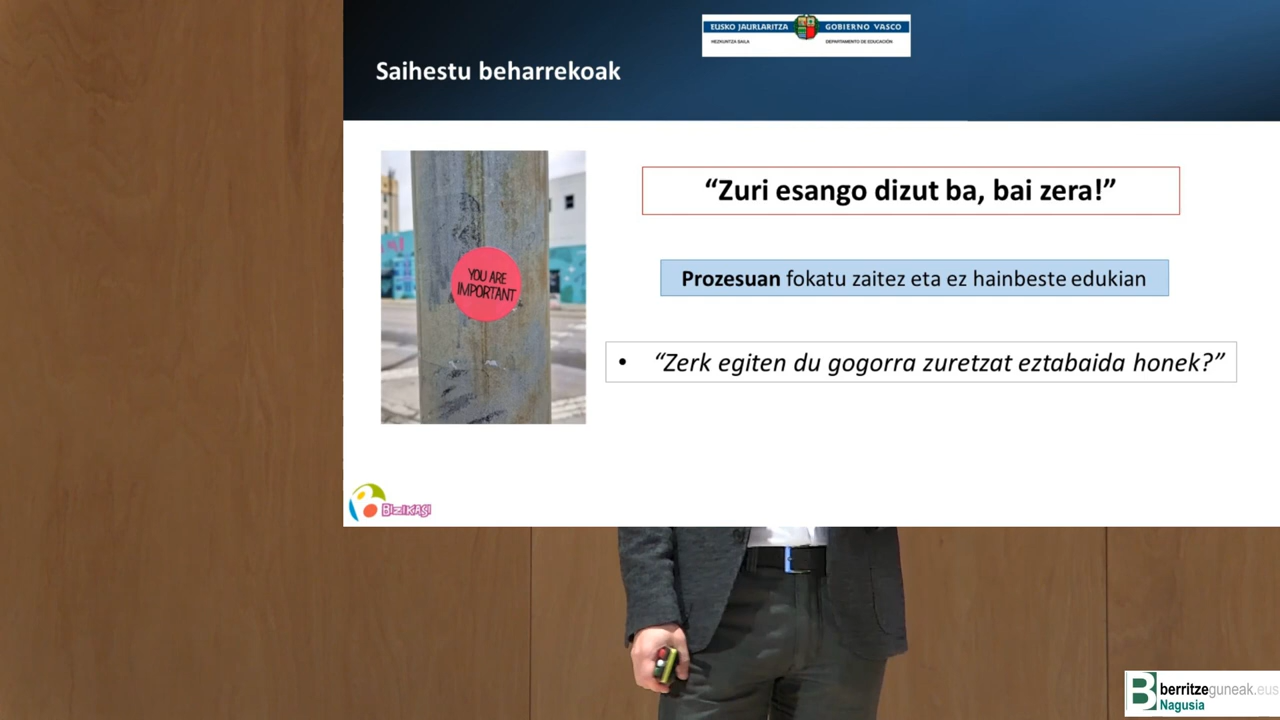 EUSKO JAURLARITZA
GOBIERNO VASCO
HEZKUNTZA SAILA
DEPARTAMENTO DE EDUCACIÓN
Saihestu beharrekoak
“Zuri esango dizut ba, bai zera!”
YOU ARE
IMPORTANT
Prozesuan fokatu zaitez eta ez hainbeste edukian
• “Zerk egiten du gogorra zuretzat eztabaida honek?”
BIZIKASI
berritzeguneak.eus
Nagusia